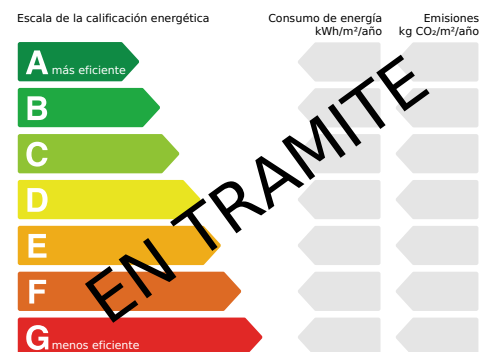 Escala de la calificación energética
Consumo de energía
kWh/m²/año
Emisiones
kg CO₂/m²/año
A más eficiente
B
C
D
E
F
G menos eficiente
EN TRAMITE